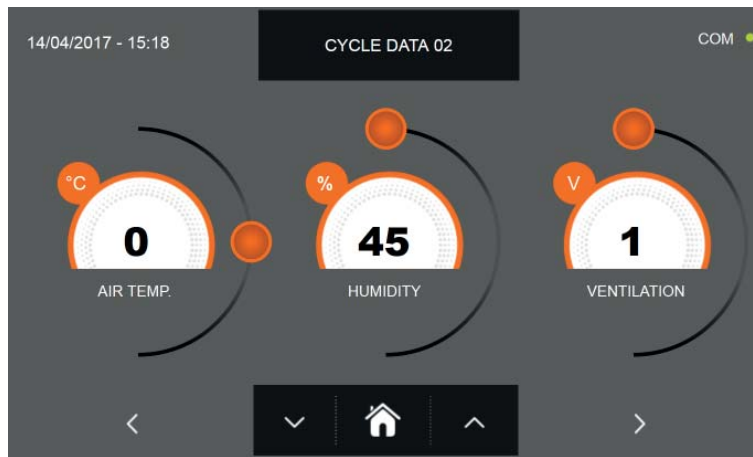 14/04/2017 - 15:18
CYCLE DATA 02
COM
°C
%
V
0
45
1
AIR TEMP.
HUMIDITY
VENTILATION